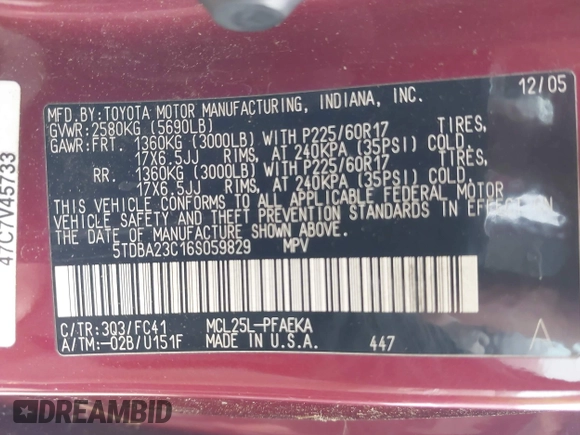 12/05
MFD. BY: TOYOTA MOTOR MANUFACTURING, INDIANA, INC.
GVWR: 2580KG (5690LB)
GAWR: FRT. 1360KG (3000LB) WITH P225/60R17 TIRES,
17X6.5JJ RIMS, AT 240KPA (35PSI) COLD.
RR. 1360KG (3000LB) WITH P225/60R17 TIRES,
17X6.5JJ RIMS, AT 240KPA (35PSI) COLD.
THIS VEHICLE CONFORMS TO ALL APPLICABLE FEDERAL MOTOR
VEHICLE SAFETY AND THEFT PREVENTION STANDARDS IN EFFECT ON
THE DATE OF MANUFACTURE SHOWN ABOVE.
5TDBA23C16S059829 MPV
C/TR: 3Q3/FC41 MCL25L-PFAEKA
A/TM: -02B/U151F MADE IN U.S.A. 447
A
47C7V45733
DREAMBID